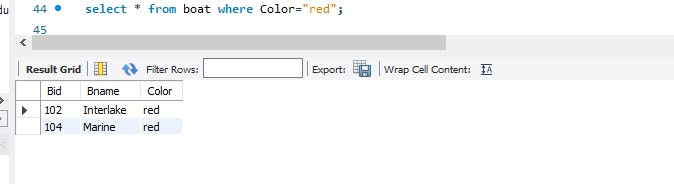 du
44 select * from boat where Color="red";
45
Result Grid Filter Rows: Export: Wrap Cell Content:
Bid Bname Color
102 Interlake red
104 Marine red